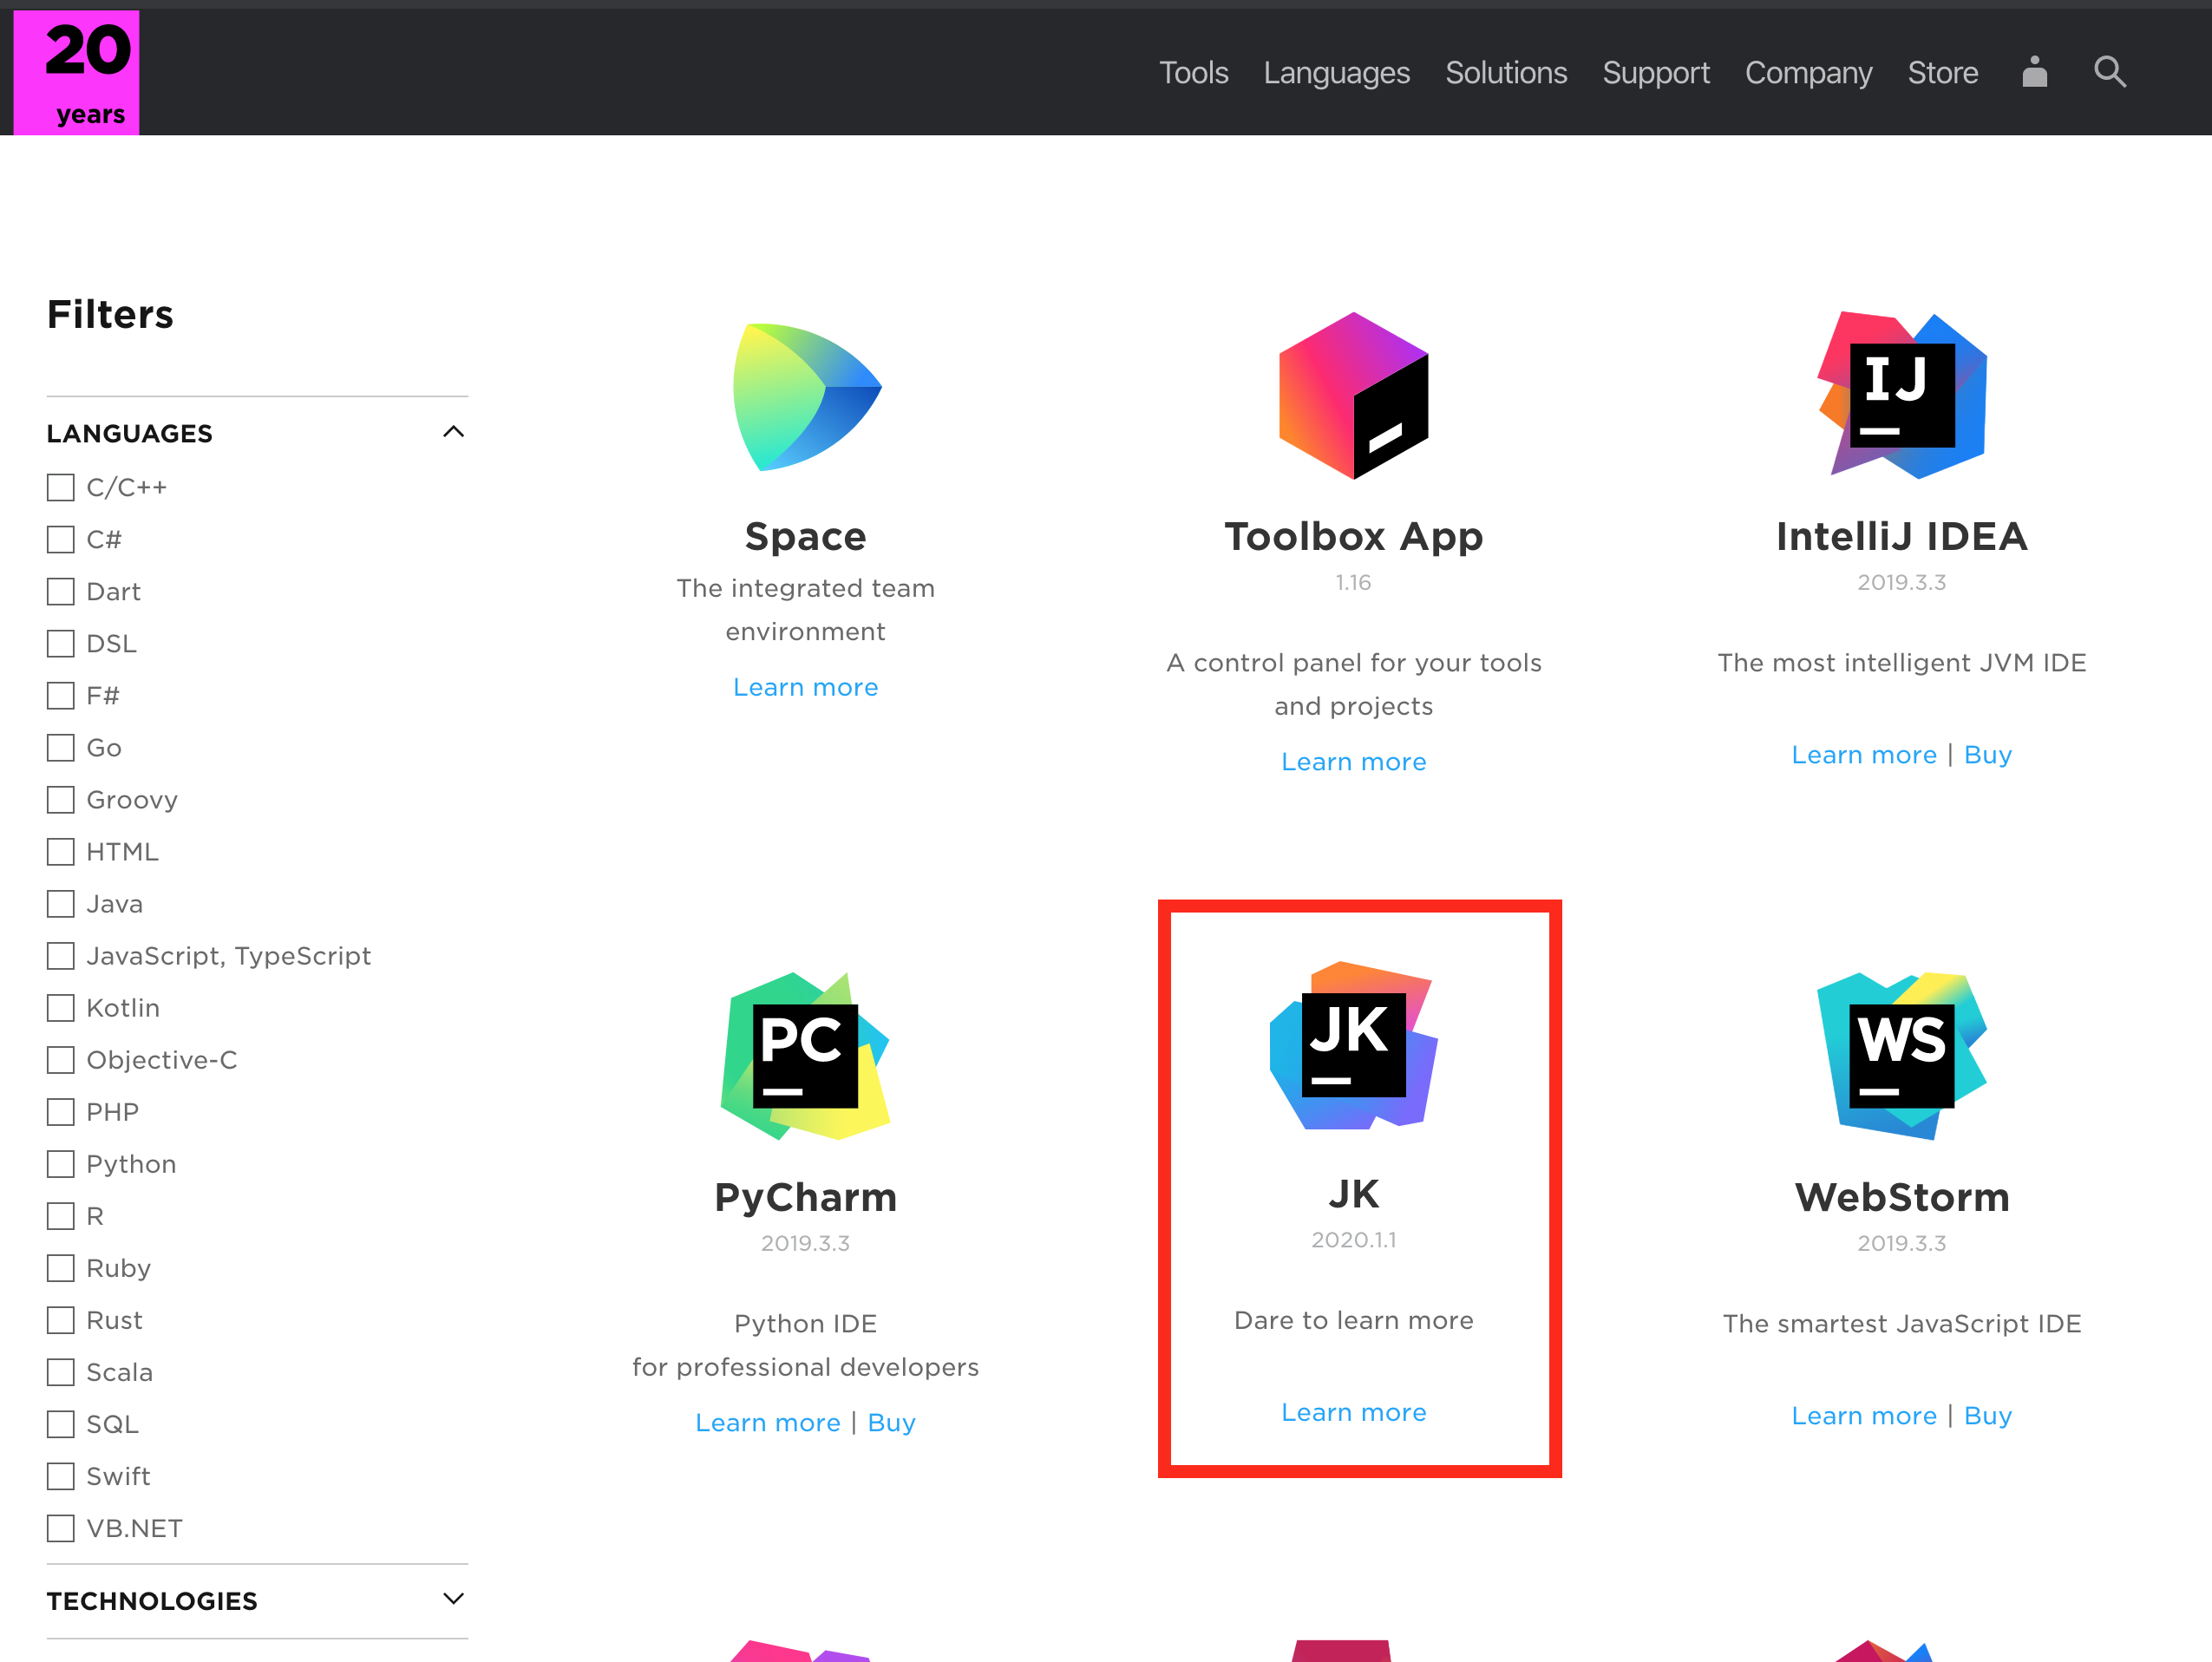 20
years
Tools Languages Solutions Support Company Store
Filters
LANGUAGES
C/C++
C#
Dart
DSL
F#
Go
Groovy
HTML
Java
JavaScript, TypeScript
Kotlin
Objective-C
PHP
Python
R
Ruby
Rust
Scala
SQL
Swift
VB.NET
TECHNOLOGIES
Space
The integrated team
environment
Learn more
Toolbox App
1.16
A control panel for your tools
and projects
Learn more
IJ
IntelliJ IDEA
2019.3.3
The most intelligent JVM IDE
Learn more | Buy
PC
PyCharm
2019.3.3
Python IDE
for professional developers
Learn more | Buy
JK
JK
2020.1.1
Dare to learn more
Learn more
WS
WebStorm
2019.3.3
The smartest JavaScript IDE
Learn more | Buy